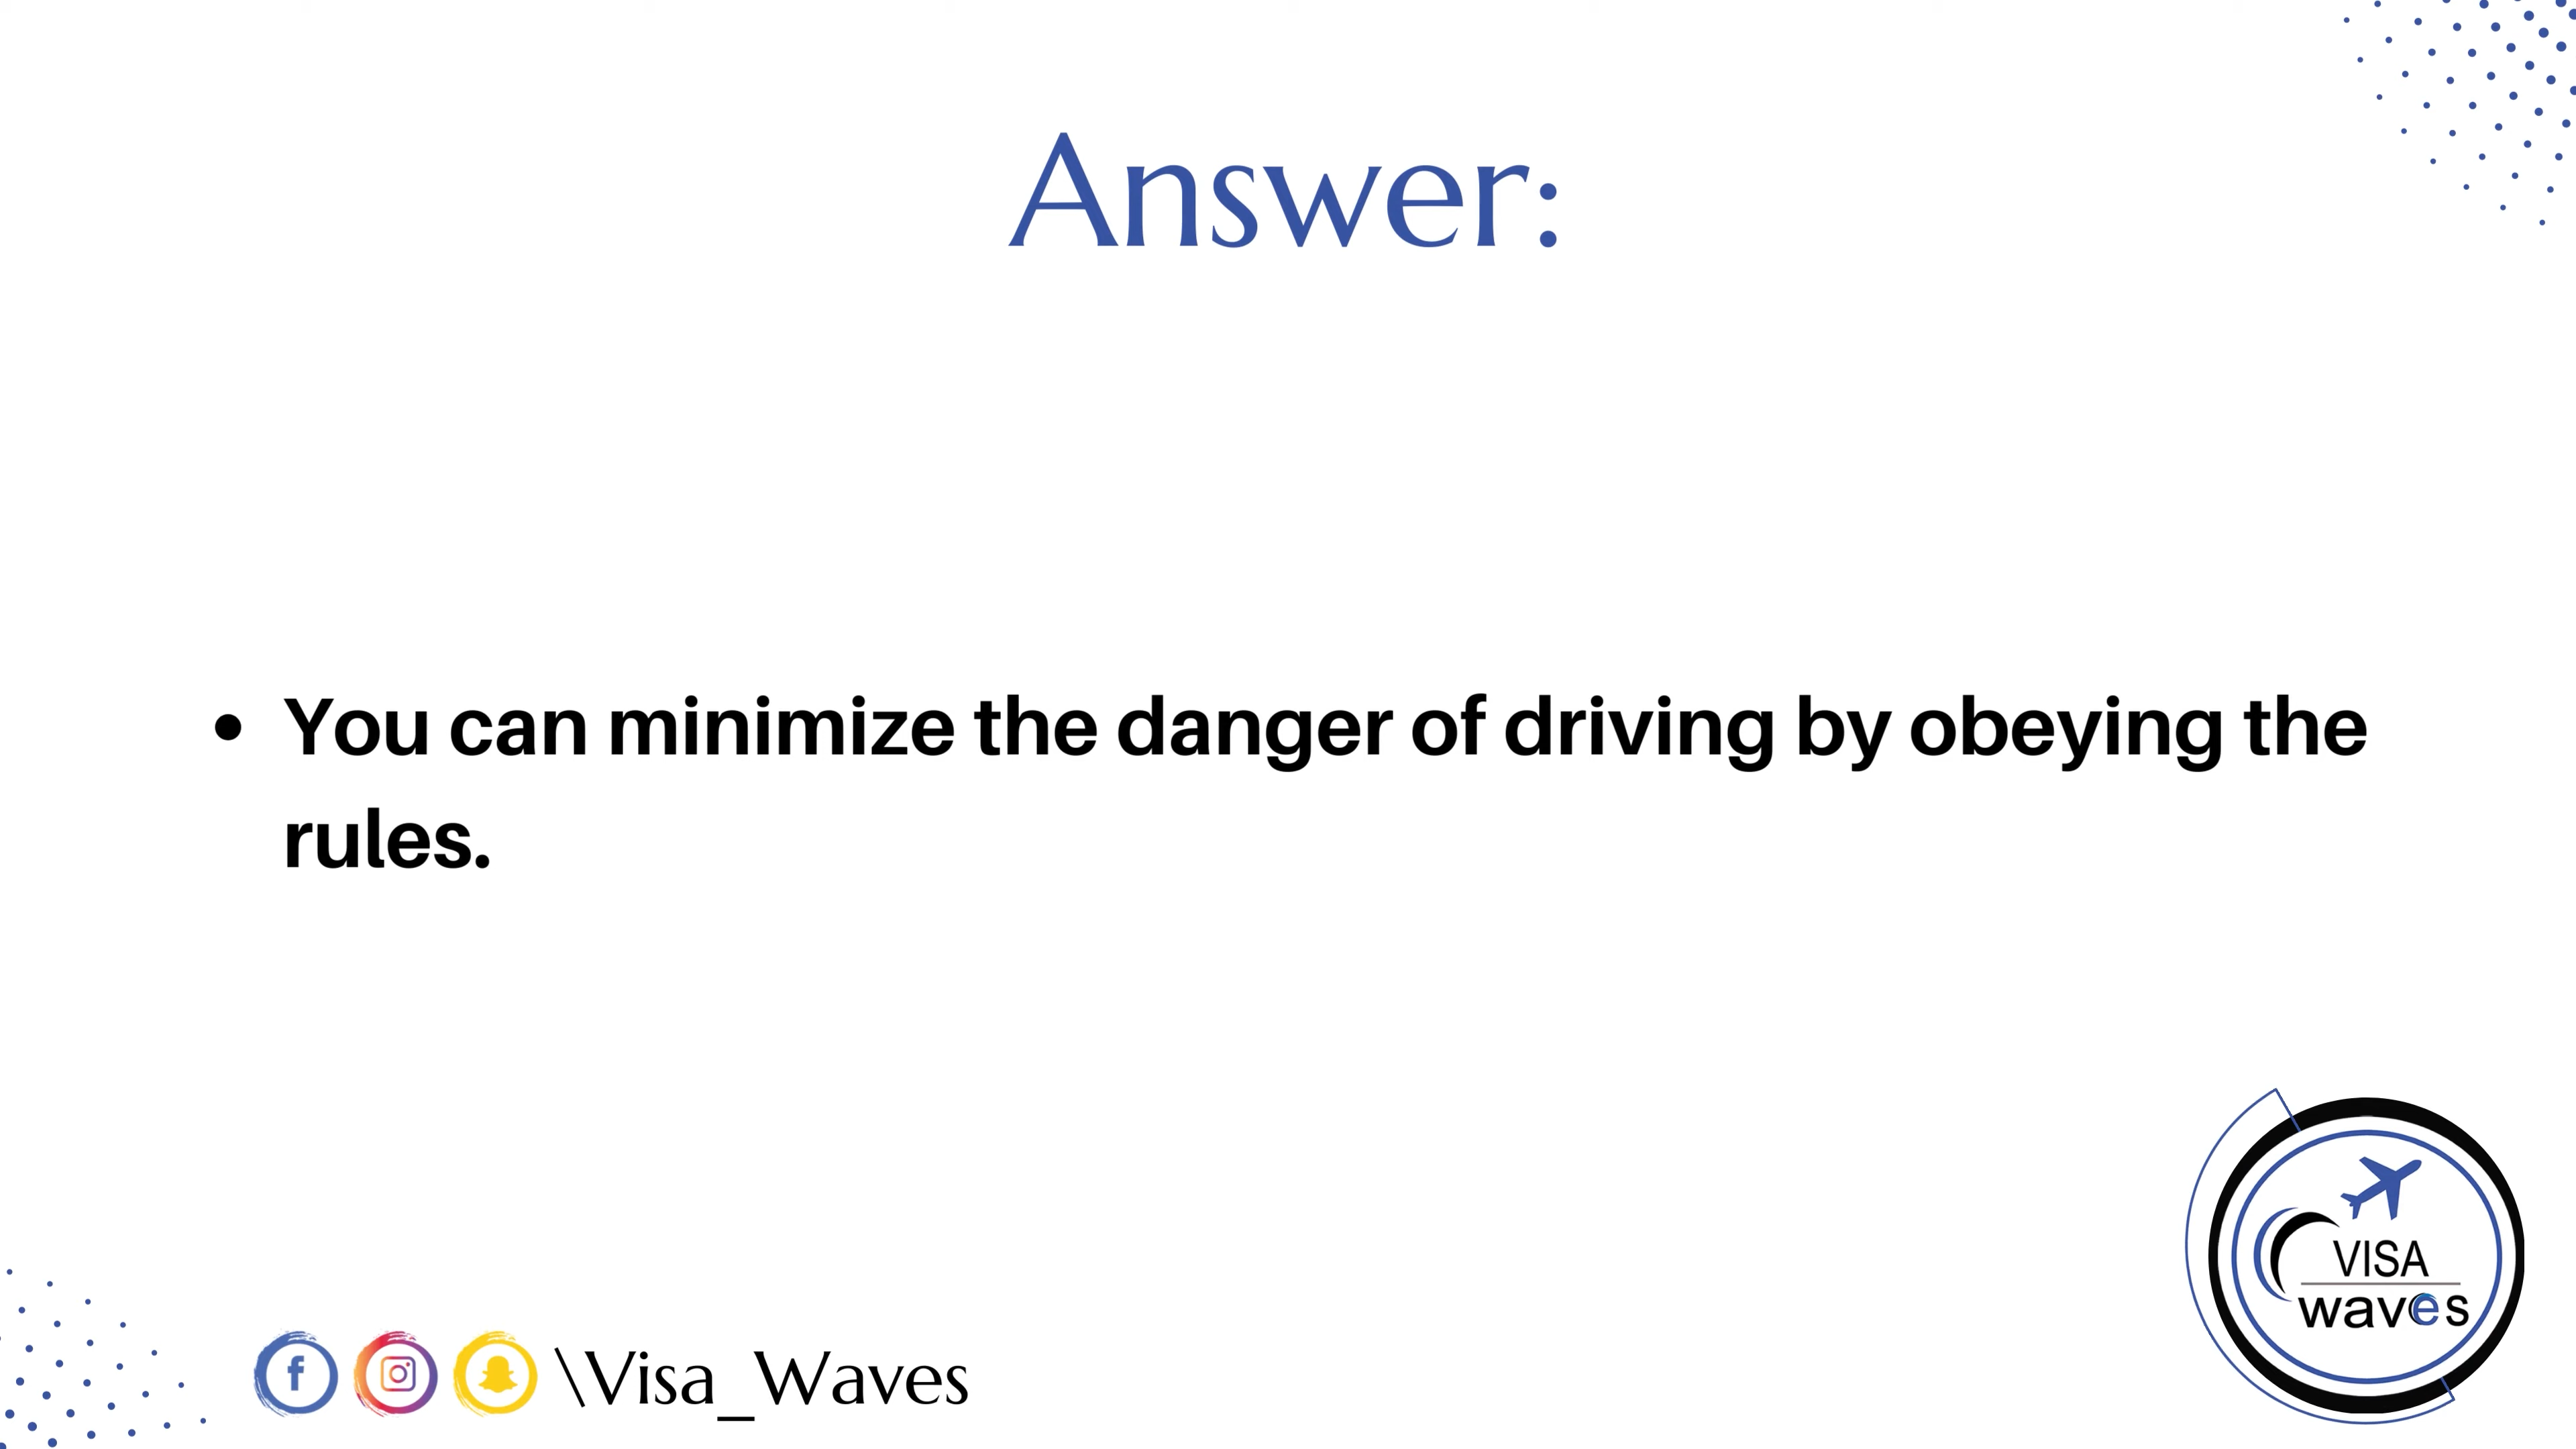 Answer:
• You can minimize the danger of driving by obeying the
rules.
VISA
waves
\Visa_Waves